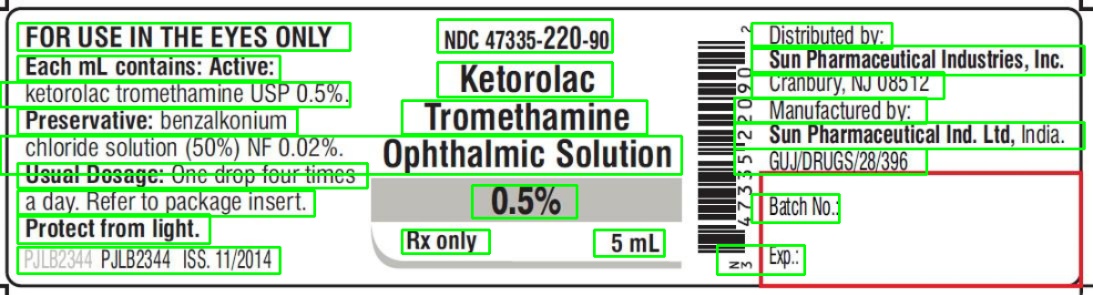 FOR USE IN THE EYES ONLY
Each mL contains: Active:
ketorolac tromethamine USP 0.5%.
Preservative: benzalkonium
chloride solution (50%) NF 0.02%.
Usual Dosage: One drop four times
a day. Refer to package insert.
Protect from light.
PJLB2344 PJLB2344 ISS. 11/2014
NDC 47335-220-90
Ketorolac
Tromethamine
Ophthalmic Solution
0.5%
Rx only 5 mL
N3 47335 22090 2
Distributed by:
Sun Pharmaceutical Industries, Inc.
Cranbury, NJ 08512
Manufactured by:
Sun Pharmaceutical Ind. Ltd, India.
GUJ/DRUGS/28/396
Batch No.:
Exp.: